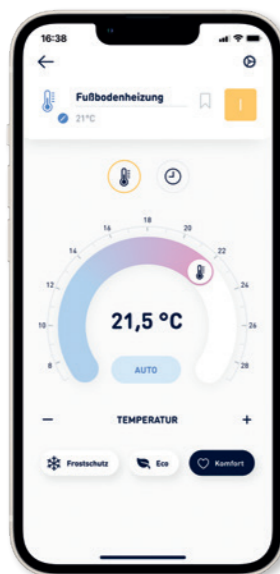 16:38
Fußbodenheizung
21°C
I
18
16
20
14
22
12
24
10
26
8
28
21,5 °C
AUTO
− TEMPERATUR +
Frostschutz Eco Komfort